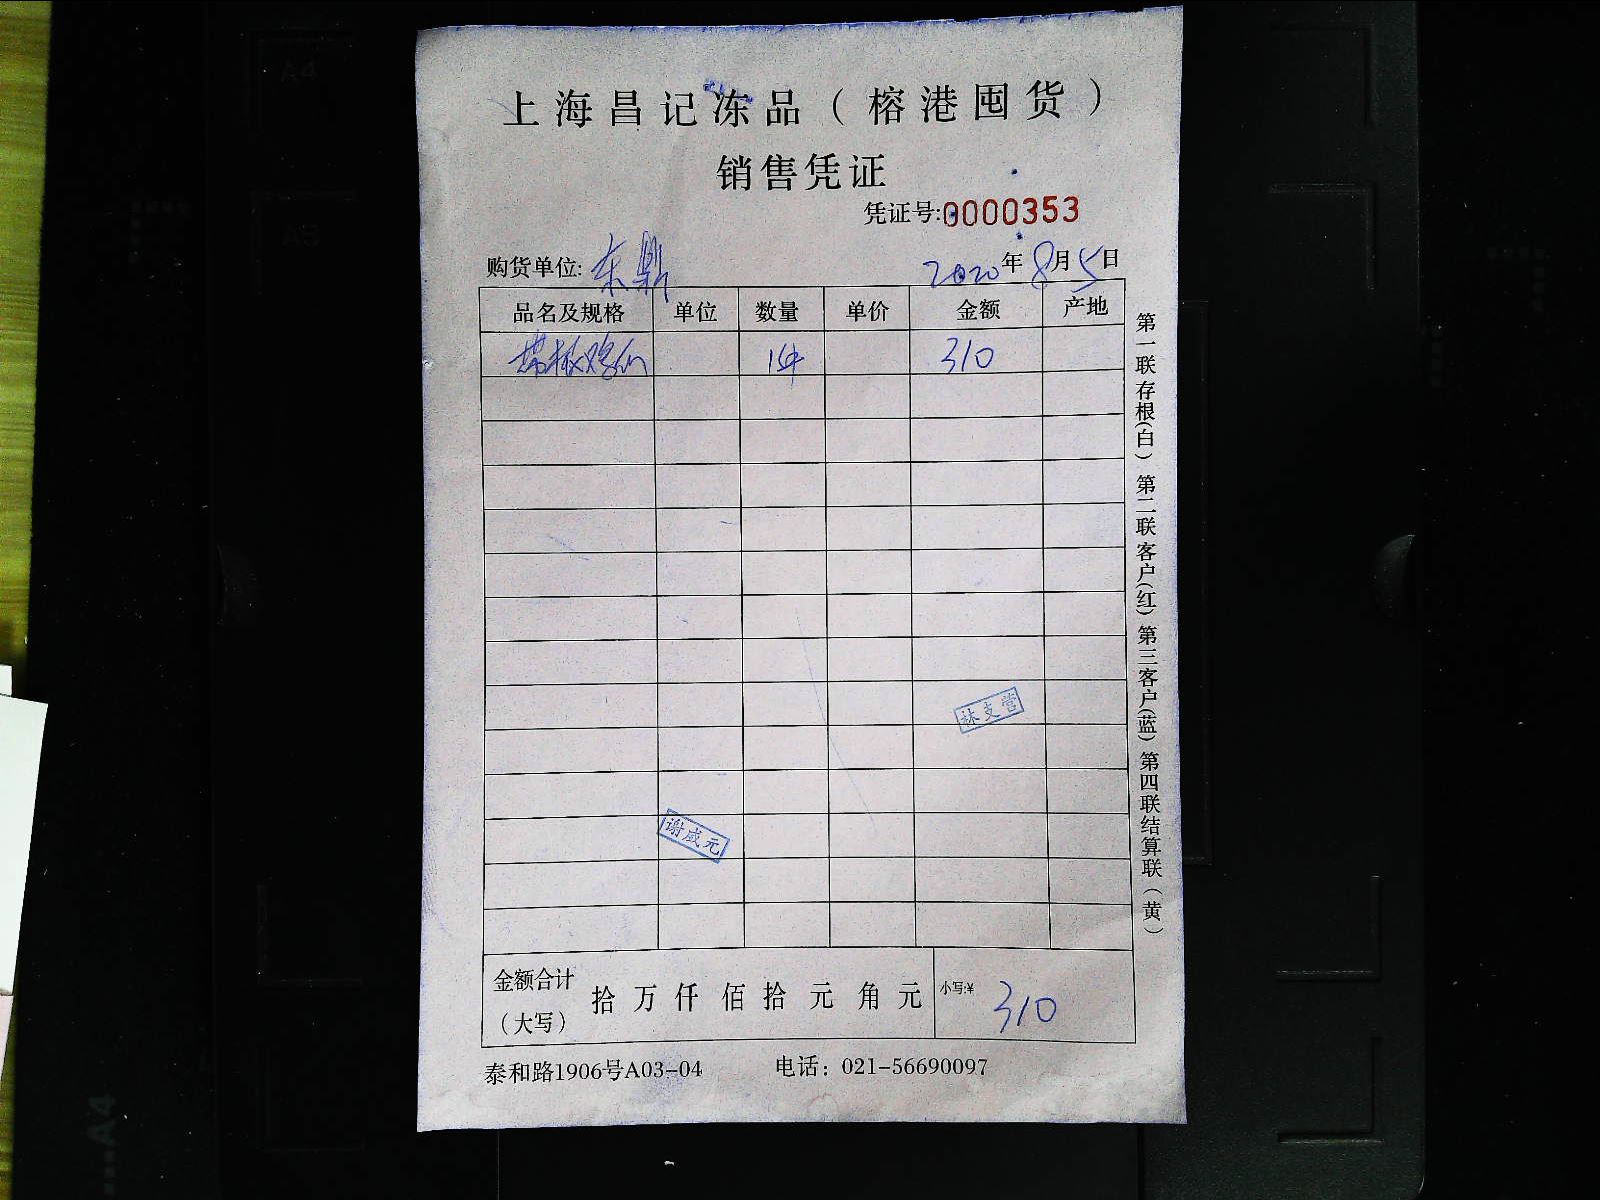 上海昌记冻品（榕港囤货）
销售凭证
凭证号:0000353
购货单位: 东鼎 2020年8月5日
品名及规格 单位 数量 单价 金额 产地
1件 310
林支营
谢成元
金额合计（大写） 拾 万 仟 佰 拾 元 角 元 小写:¥ 310
泰和路1906号A03-04 电话：021-56690097
第一联存根(白) 第二联客户(红) 第三客户(蓝) 第四联结算联（黄）
A4
A5
A4